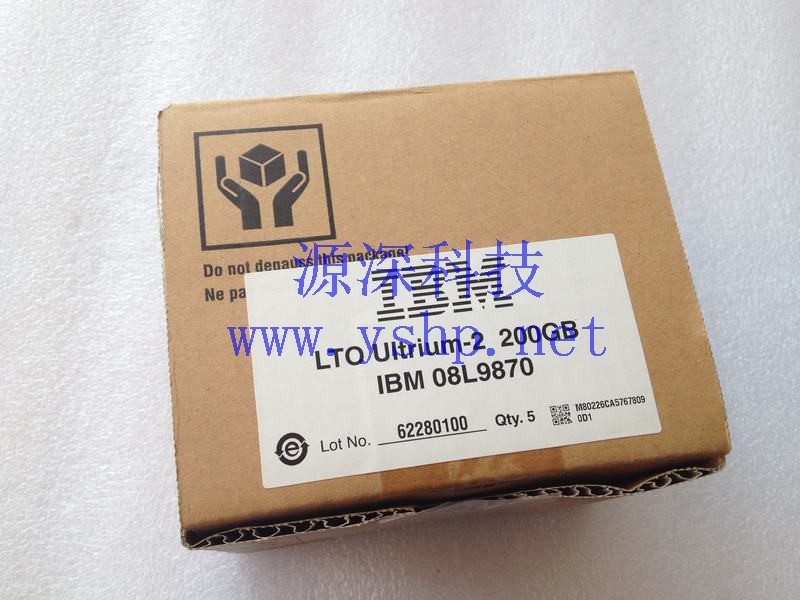 Do not degauss this package!
Ne pa
源深科技
IBM
www.yshp.net
LTO Ultrium-2 200GB
IBM 08L9870
Lot No. 62280100 Qty. 5
M80226CA5767809
0D1
e